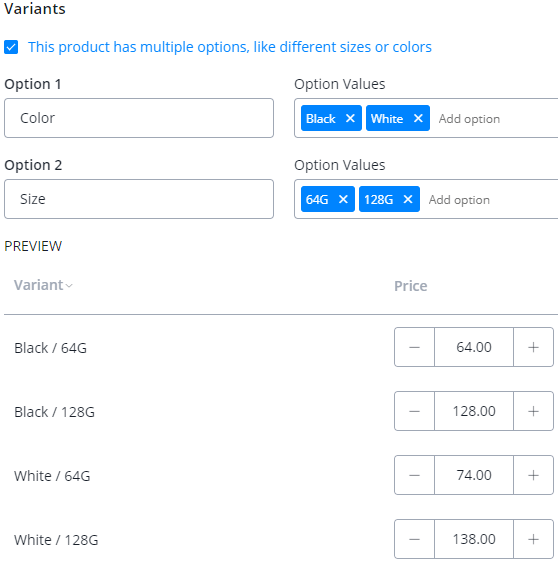 Variants
This product has multiple options, like different sizes or colors
Option 1
Option Values
Color
Black × White × Add option
Option 2
Option Values
Size
64G × 128G × Add option
PREVIEW
Variant Price
Black / 64G − 64.00 +
Black / 128G − 128.00 +
White / 64G − 74.00 +
White / 128G − 138.00 +